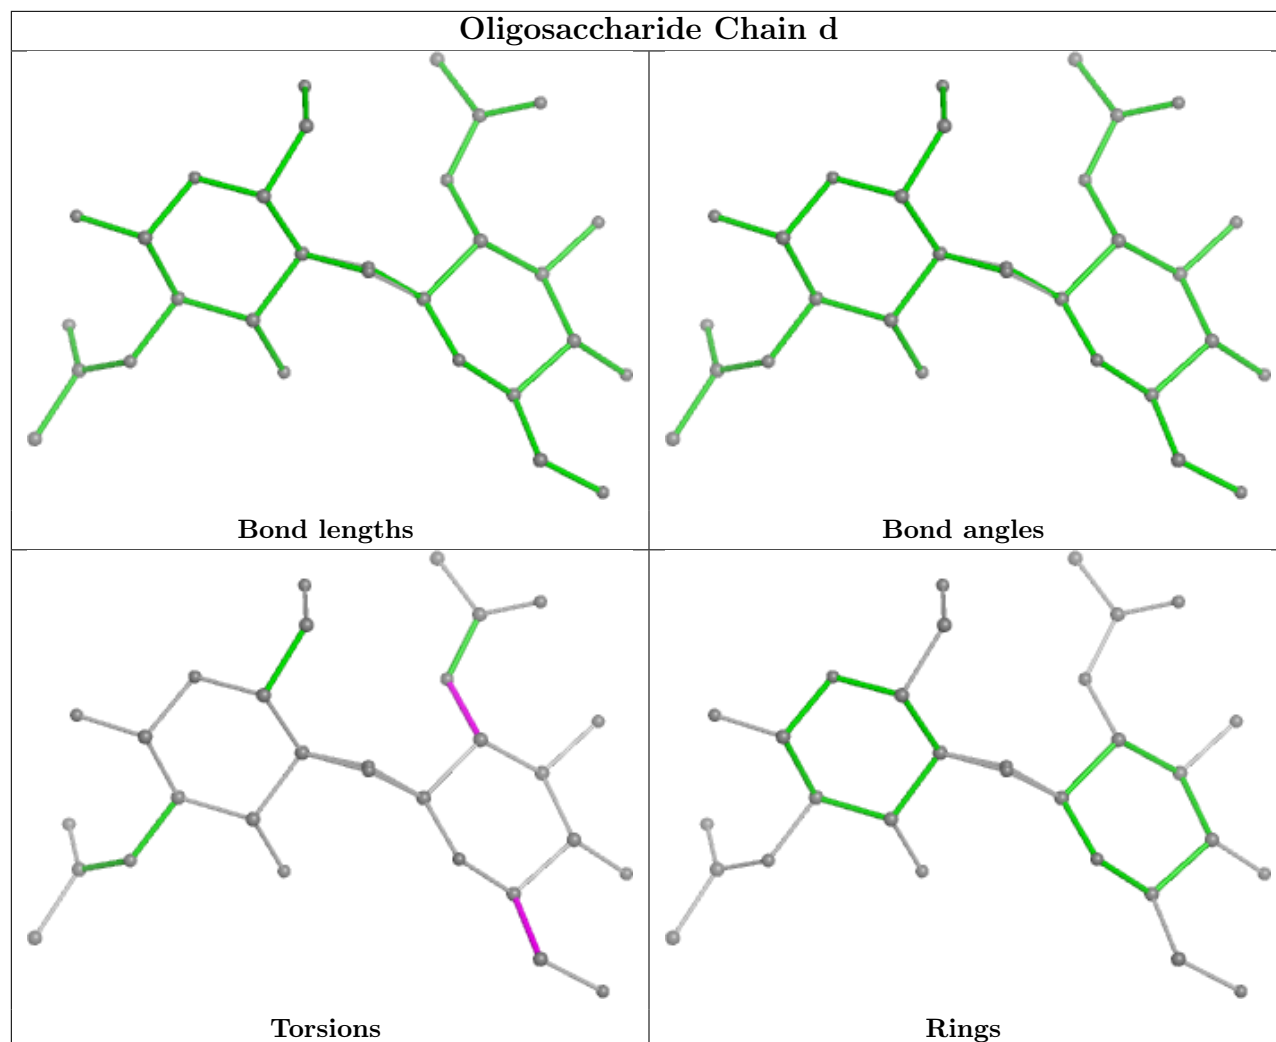 Oligosaccharide Chain d
Bond lengths
Bond angles
Torsions
Rings